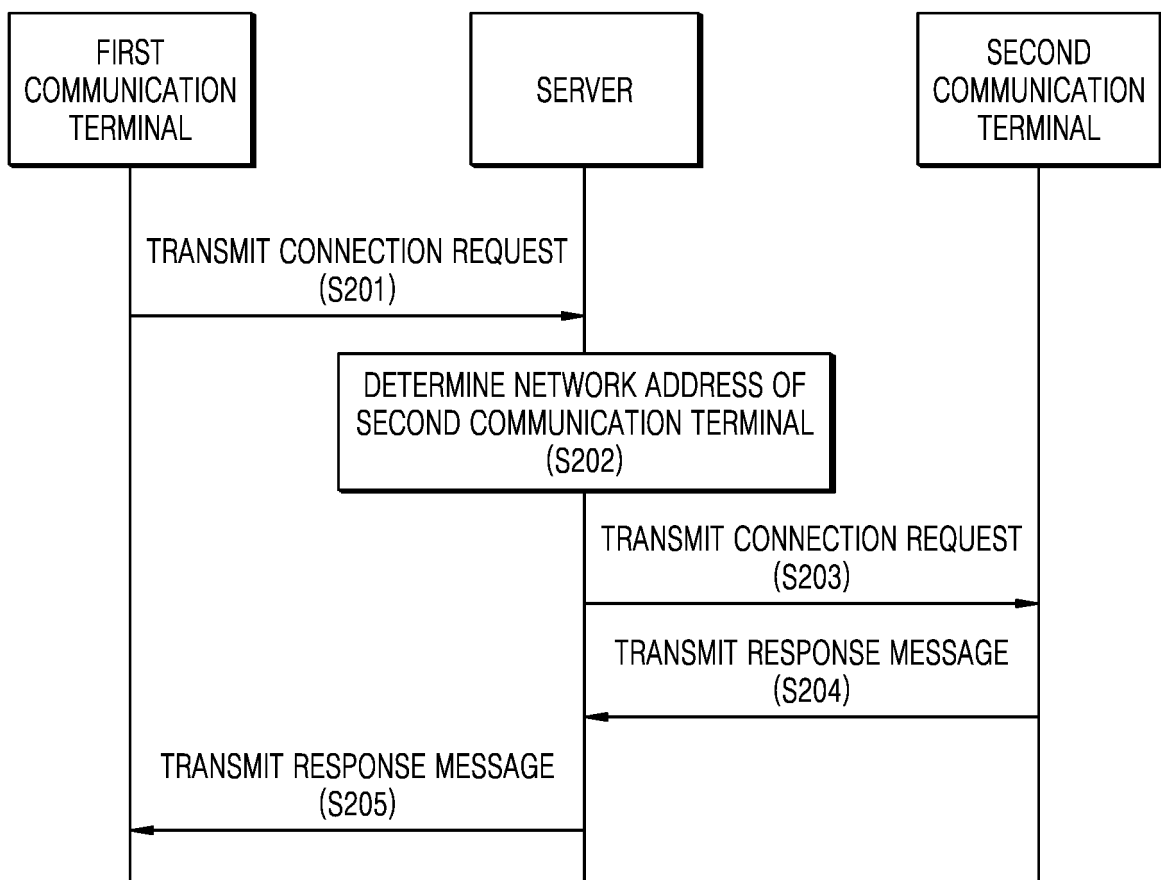 FIRST
COMMUNICATION
TERMINAL
SERVER
SECOND
COMMUNICATION
TERMINAL
TRANSMIT CONNECTION REQUEST
(S201)
DETERMINE NETWORK ADDRESS OF
SECOND COMMUNICATION TERMINAL
(S202)
TRANSMIT CONNECTION REQUEST
(S203)
TRANSMIT RESPONSE MESSAGE
(S204)
TRANSMIT RESPONSE MESSAGE
(S205)